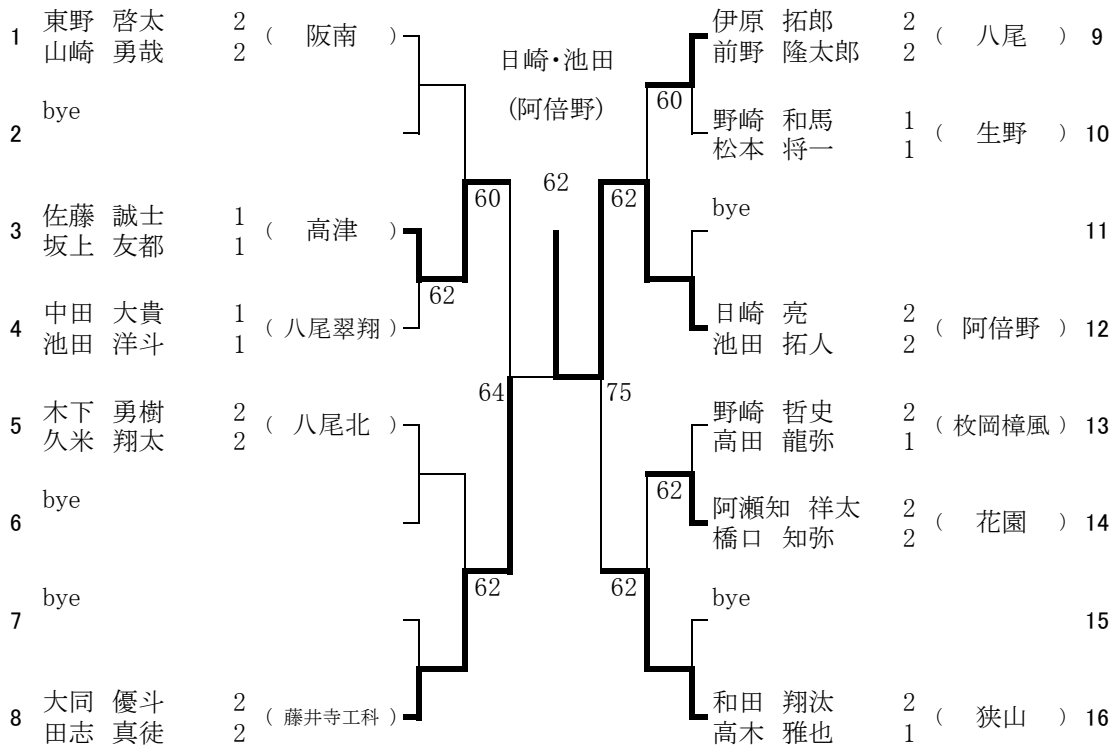 1 東野 啓太 2 ( 阪南 )
山崎 勇哉 2
2 bye
3 佐藤 誠士 1 ( 高津 )
坂上 友都 1
4 中田 大貴 1 ( 八尾翠翔 )
池田 洋斗 1
5 木下 勇樹 2 ( 八尾北 )
久米 翔太 2
6 bye
7 bye
8 大同 優斗 2 ( 藤井寺工科 )
田志 真徒 2
日崎・池田
(阿倍野)
62
60
62
64
62
60
62
75
62
62
伊原 拓郎 2 ( 八尾 ) 9
前野 隆太郎 2
野崎 和馬 1 ( 生野 ) 10
松本 将一 1
bye 11
日崎 亮 2 ( 阿倍野 ) 12
池田 拓人 2
野崎 哲史 2 ( 枚岡樟風 ) 13
高田 龍弥 1
阿瀬知 祥太 2 ( 花園 ) 14
橋口 知弥 2
bye 15
和田 翔汰 2 ( 狭山 ) 16
高木 雅也 1